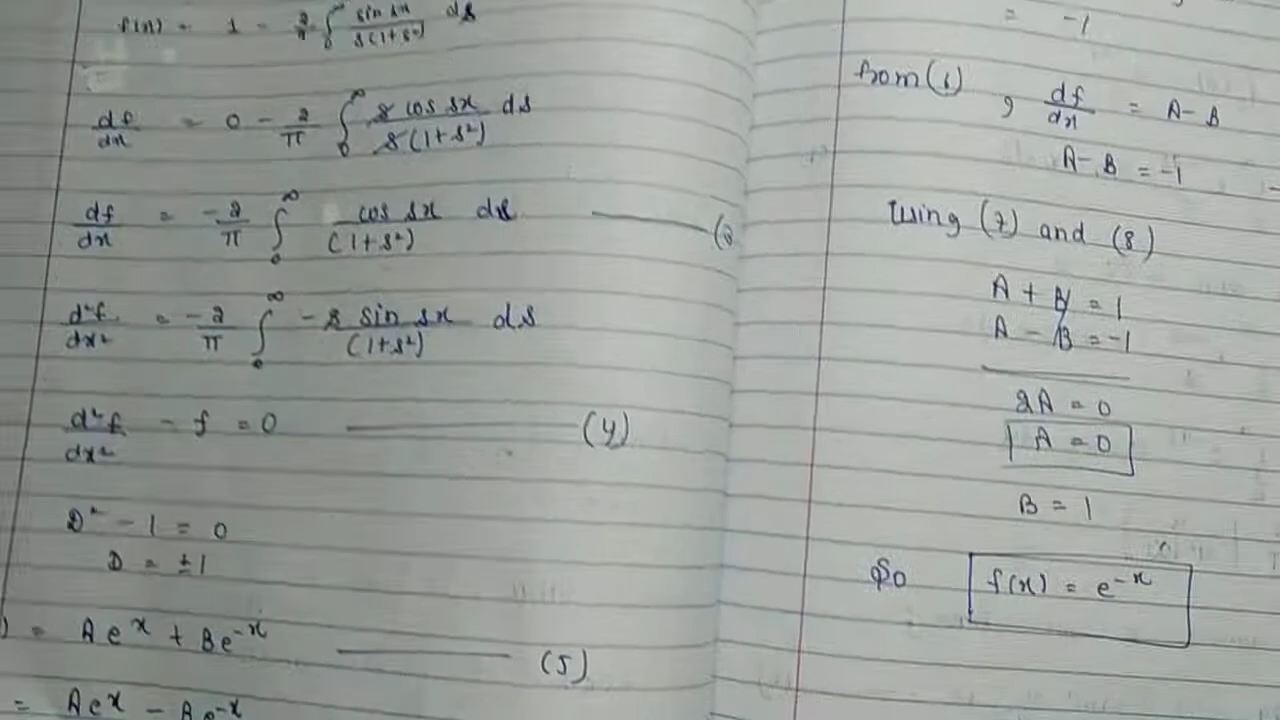 f(x) = 1 - 2/π ∫₀^∞ sin sx / s(1+s²) ds
df/dx = 0 - 2/π ∫₀^∞ s cos sx / s(1+s²) ds
df/dx = -2/π ∫₀^∞ cos sx / (1+s²) ds
d²f/dx² = -2/π ∫₀^∞ -s sin sx / (1+s²) ds
d²f/dx² - f = 0 (4)
D² - 1 = 0
D = ±1
) = Ae^x + Be^-x (5)
= Ae^x - Be^-x
= -1
from (6) , df/dx = A - B
A - B = -1
Using (7) and (8)
A + B = 1
A - B = -1
2A = 0
A = 0
B = 1
So f(x) = e^-x